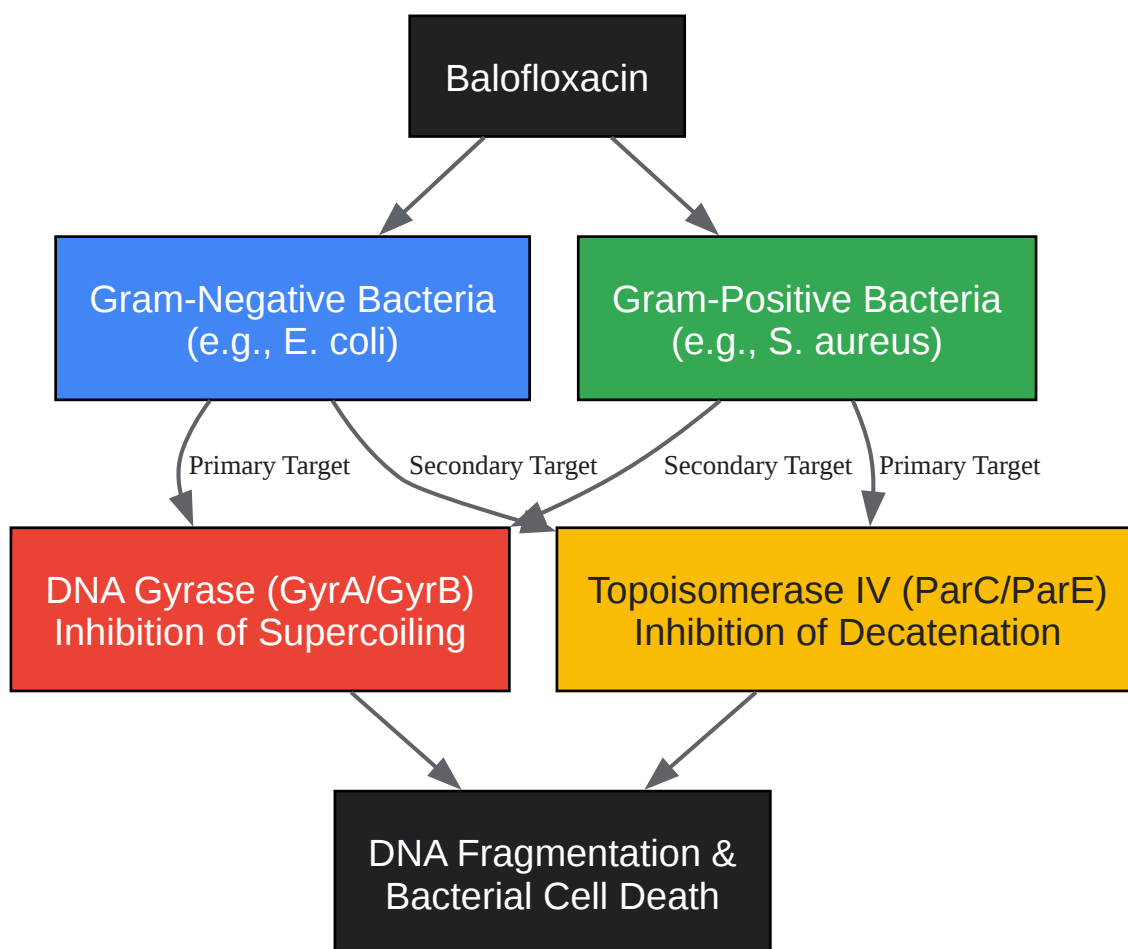 Balofloxacin
Gram-Negative Bacteria
(e.g., E. coli)
Gram-Positive Bacteria
(e.g., S. aureus)
Primary Target
Secondary Target
Secondary Target
Primary Target
DNA Gyrase (GyrA/GyrB)
Inhibition of Supercoiling
Topoisomerase IV (ParC/ParE)
Inhibition of Decatenation
DNA Fragmentation &
Bacterial Cell Death